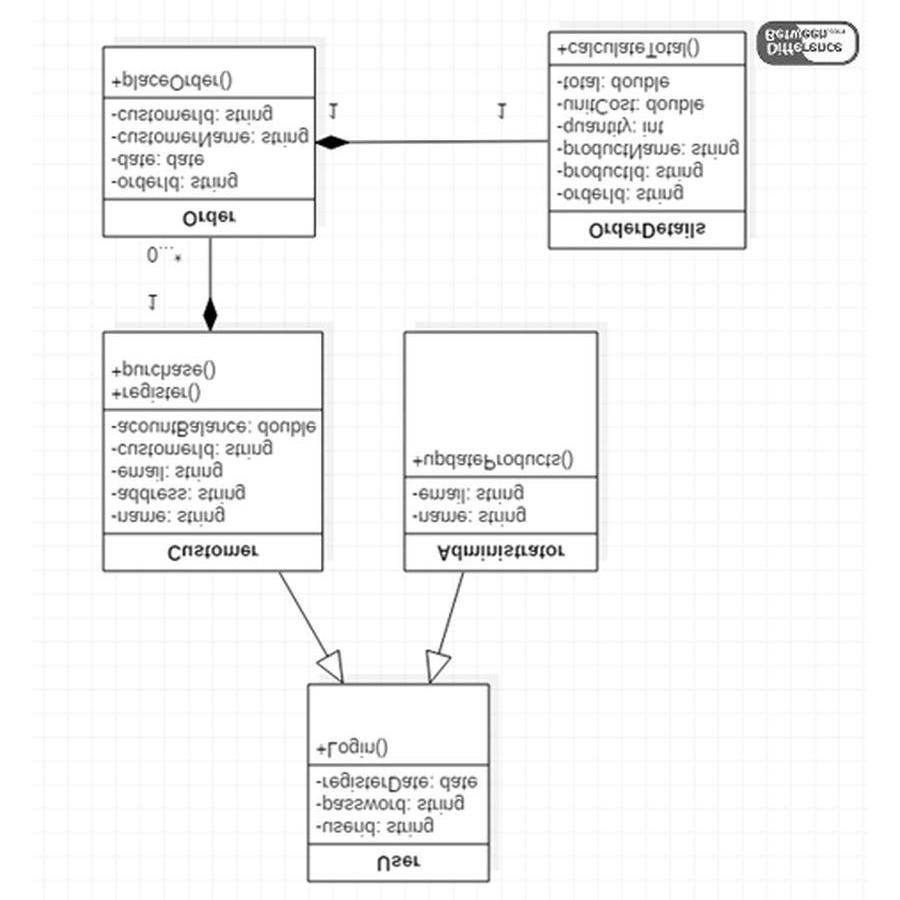 User
-userid: string
-password: string
-registerDate: date
+Login()
Customer
-name: string
-address: string
-email: string
-customerId: string
-acountBalance: double
+register()
+purchase()
Administrator
-name: string
-email: string
+updateProducts()
1
0...*
Order
-orderId: string
-date: date
-customerName: string
-customerId: string
+placeOrder()
1
1
OrderDetails
-orderId: string
-productId: string
-productName: string
-quantity: int
-unitCost: double
-total: double
+calculateTotal()
Difference
Between.com